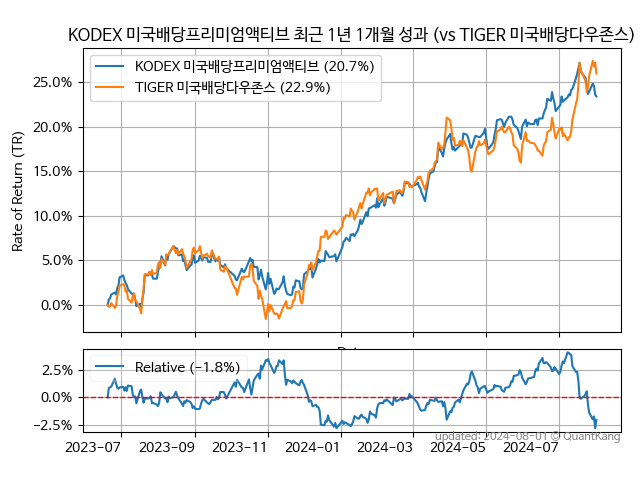 KODEX 미국배당프리미엄액티브 최근 1년 1개월 성과 (vs TIGER 미국배당다우존스)
KODEX 미국배당프리미엄액티브 (20.7%)
TIGER 미국배당다우존스 (22.9%)
Rate of Return (TR)
25.0%
20.0%
15.0%
10.0%
5.0%
0.0%
Relative (−1.8%)
2.5%
0.0%
−2.5%
2023-07
2023-09
2023-11
2024-01
2024-03
2024-05
2024-07
updated: 2024-08-01 © QuantKang